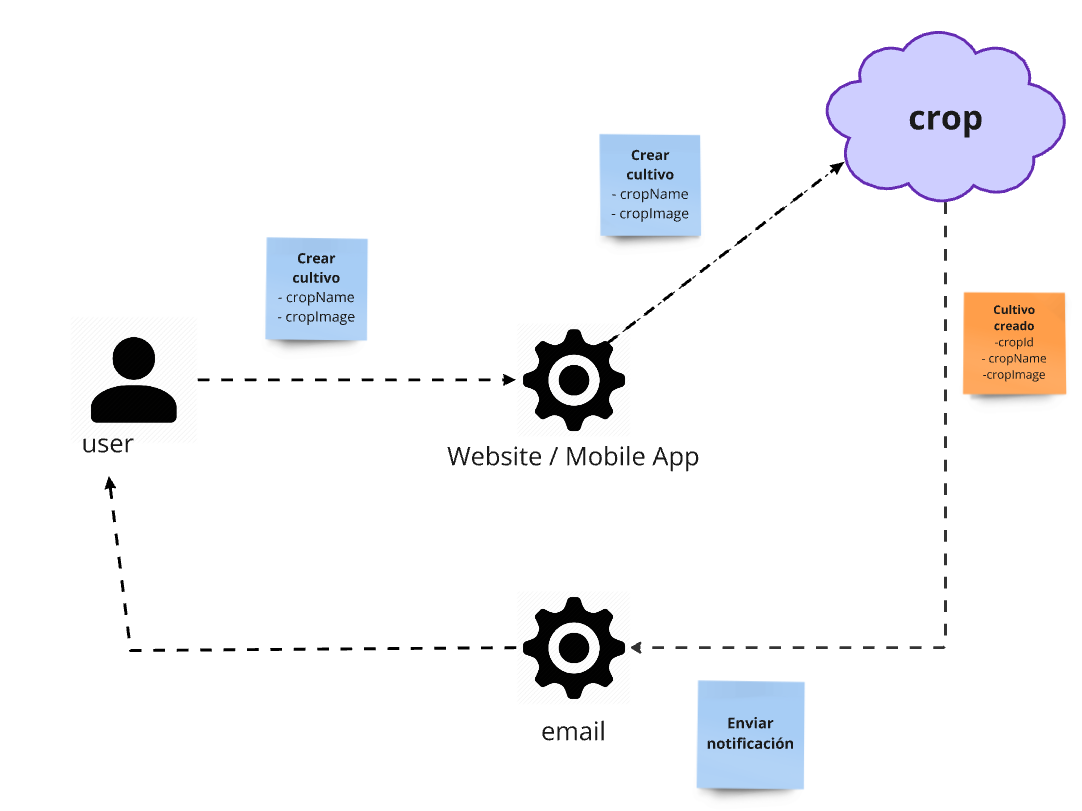 crop
Crear
cultivo
- cropName
- cropImage
Crear
cultivo
- cropName
- cropImage
Cultivo
creado
-cropId
- cropName
-cropImage
user
Website / Mobile App
Enviar
notificación
email